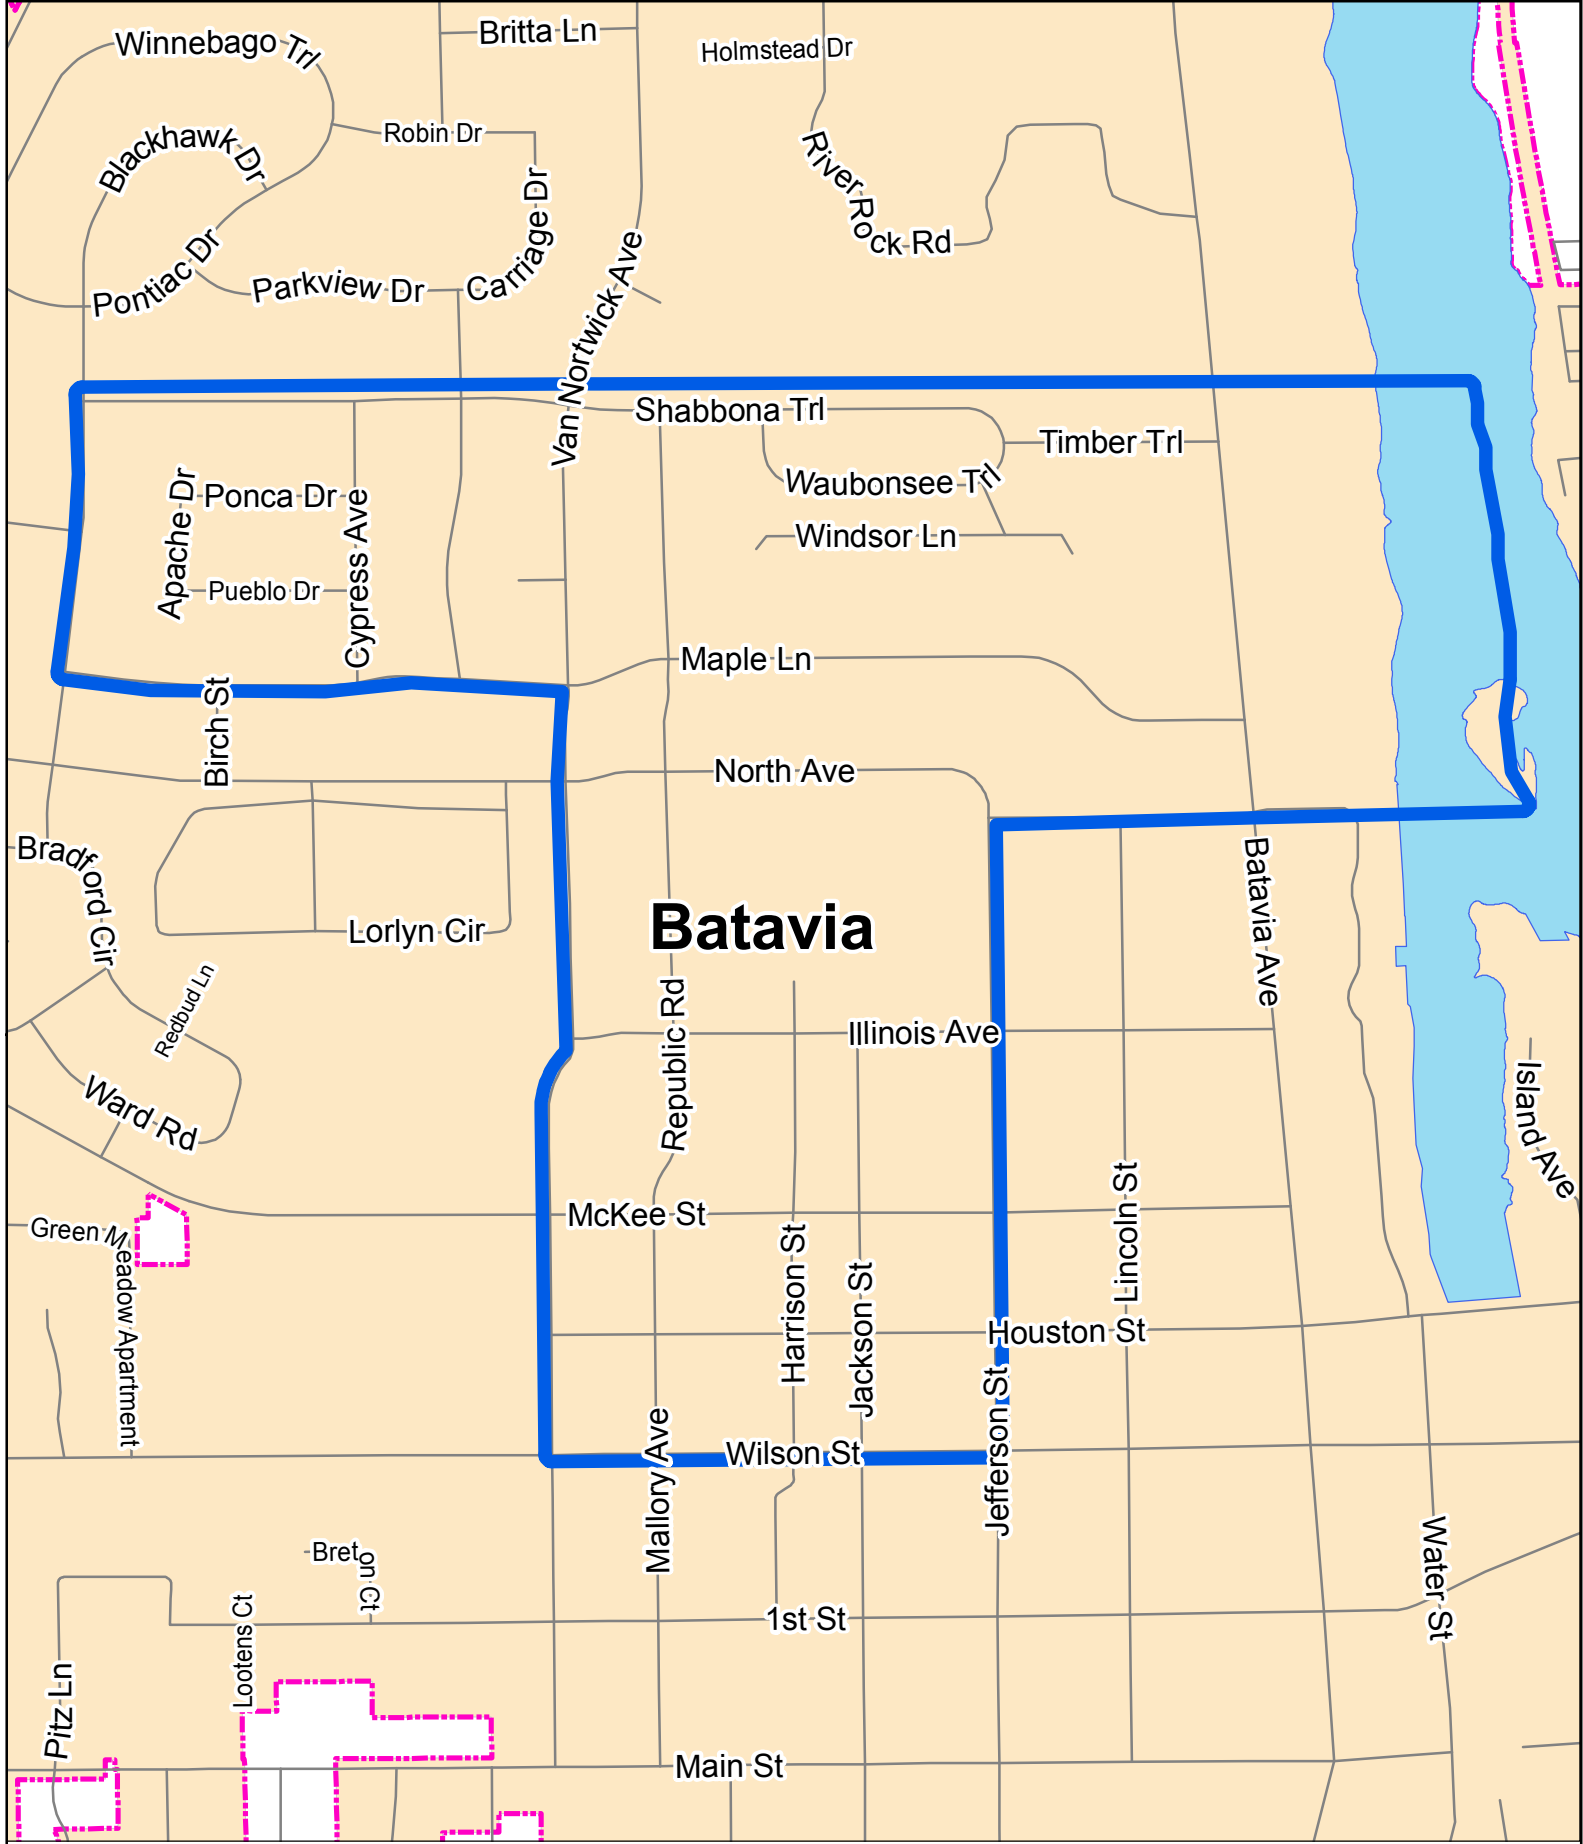 Britta Ln
Winnebago Trl
Holmstead Dr
Robin Dr
Blackhawk Dr
River Rock Rd
Carriage Dr
Pontiac Dr
Parkview Dr
Van Nortwick Ave
Shabbona Trl
Timber Trl
Waubonsee Trl
Ponca Dr
Apache Dr
Cypress Ave
Windsor Ln
Pueblo Dr
Maple Ln
Birch St
North Ave
Bradford Cir
Batavia Ave
Lorlyn Cir
Batavia
Redbud Ln
Republic Rd
Illinois Ave
Ward Rd
Island Ave
McKee St
Lincoln St
Green Meadow Apartment
Harrison St
Jackson St
Houston St
Jefferson St
Mallory Ave
Wilson St
Breton Ct
Water St
1st St
Lootens Ct
Pitz Ln
Main St